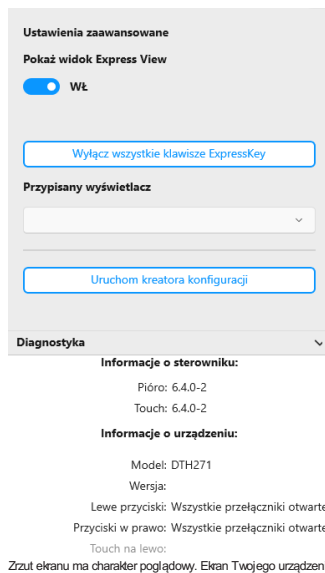 Ustawienia zaawansowane
Pokaż widok Express View
WŁ
Wyłącz wszystkie klawisze ExpressKey
Przypisany wyświetlacz
Uruchom kreatora konfiguracji
Diagnostyka
Informacje o sterowniku:
Pióro: 6.4.0-2
Touch: 6.4.0-2
Informacje o urządzeniu:
Model: DTH271
Wersja:
Lewe przyciski: Wszystkie przełączniki otwarte
Przyciski w prawo: Wszystkie przełączniki otwarte
Touch na lewo:
Zrzut ekranu ma charakter poglądowy. Ekran Twojego urządzen